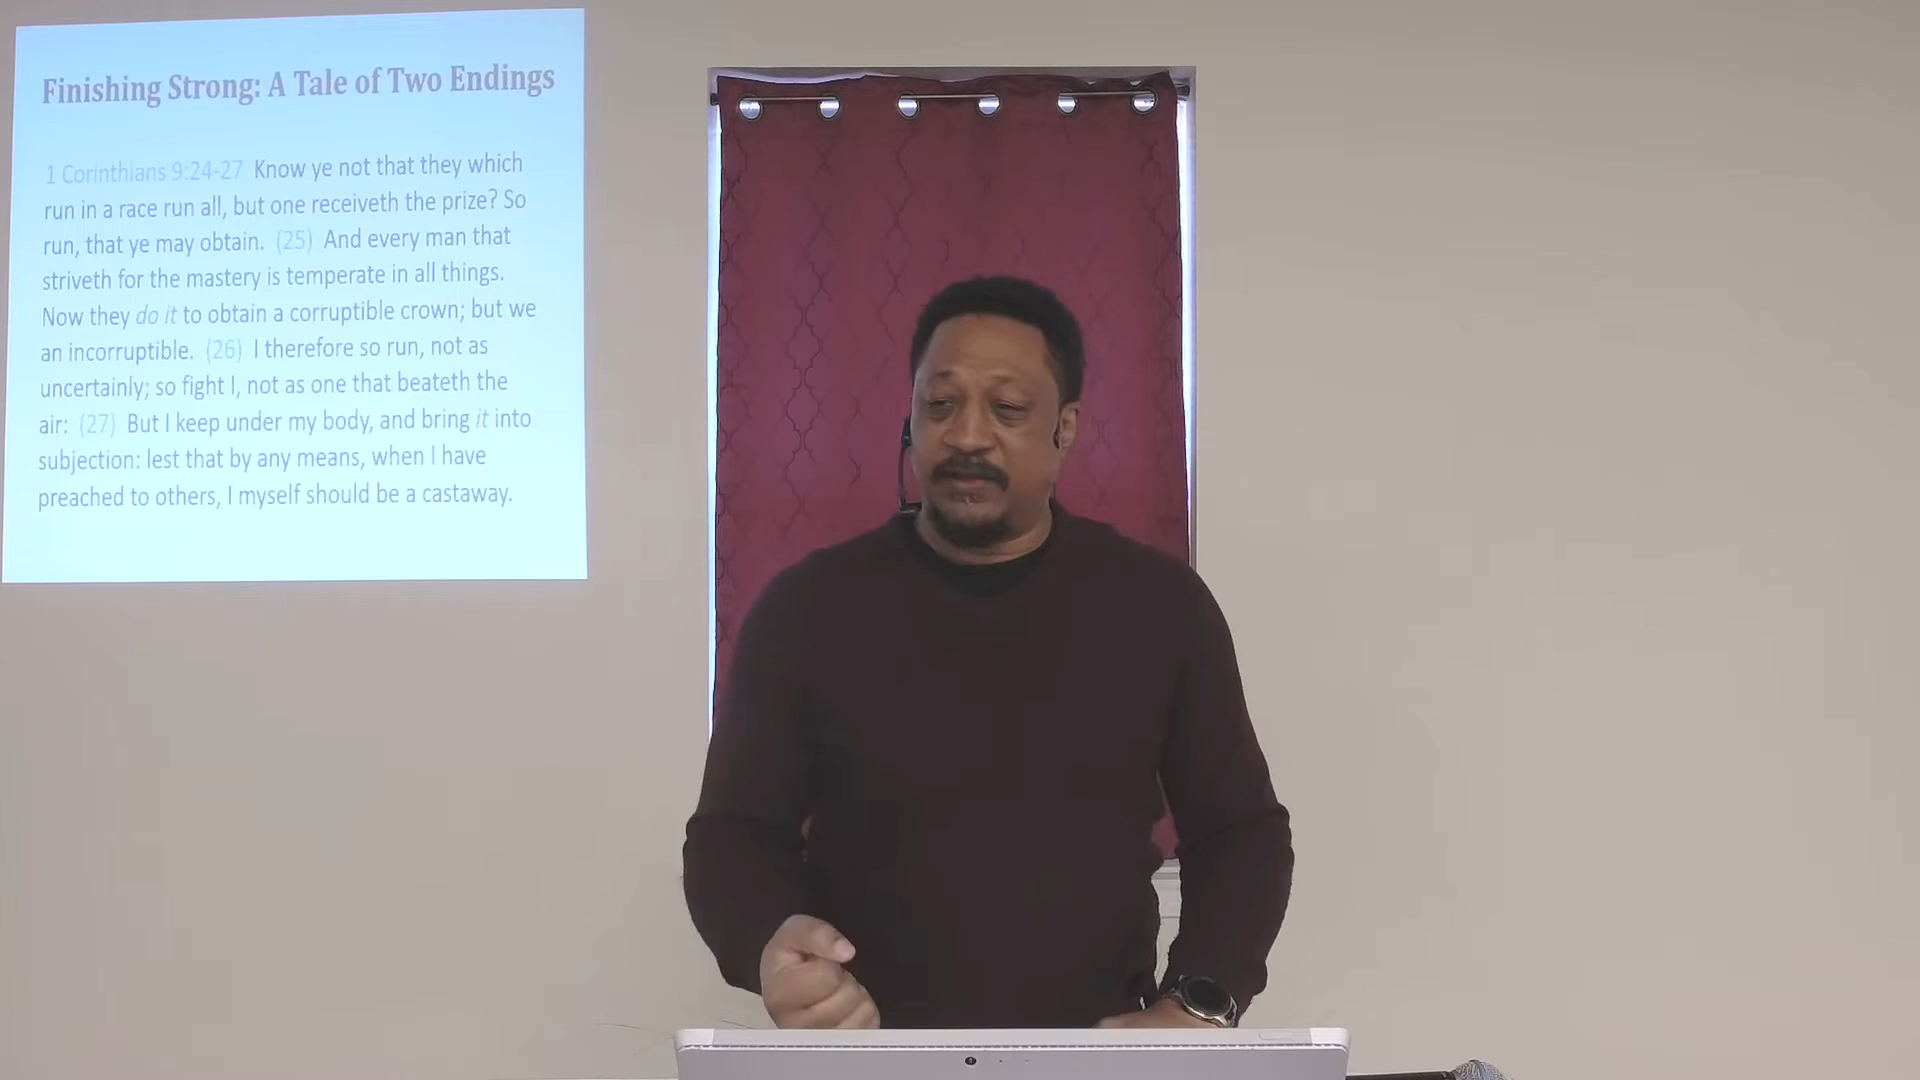 Finishing Strong: A Tale of Two Endings
1 Corinthians 9:24-27 Know ye not that they which
run in a race run all, but one receiveth the prize? So
run, that ye may obtain. (25) And every man that
striveth for the mastery is temperate in all things.
Now they do it to obtain a corruptible crown; but we
an incorruptible. (26) I therefore so run, not as
uncertainly; so fight I, not as one that beateth the
air: (27) But I keep under my body, and bring it into
subjection: lest that by any means, when I have
preached to others, I myself should be a castaway.